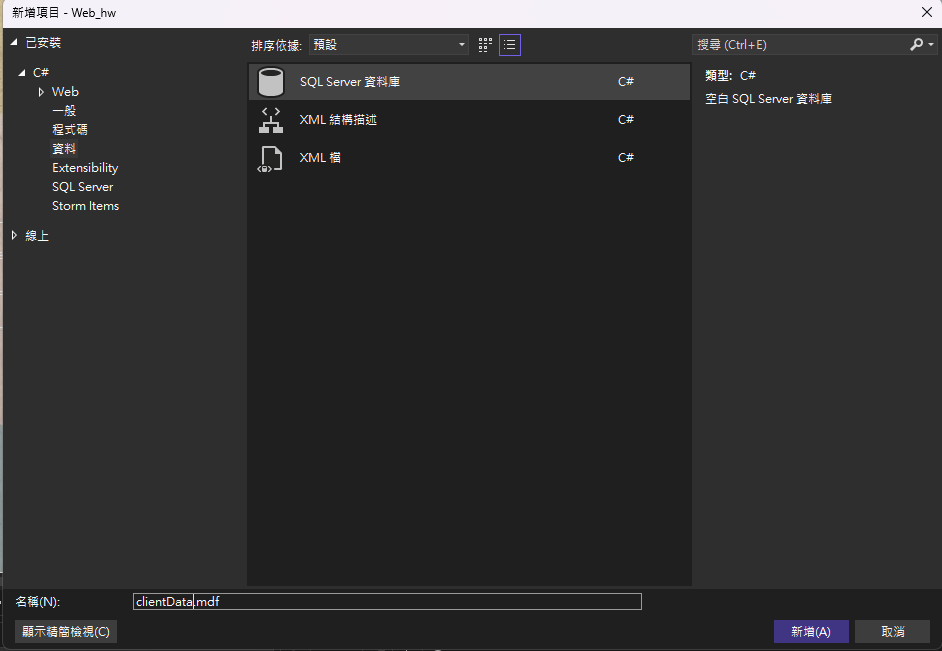 新增項目 - Web_hw
已安裝
C#
Web
一般
程式碼
資料
Extensibility
SQL Server
Storm Items
線上
排序依據: 預設
SQL Server 資料庫 C#
XML 結構描述 C#
XML 檔 C#
搜尋 (Ctrl+E)
類型: C#
空白 SQL Server 資料庫
名稱(N): clientData.mdf
顯示精簡檢視(C) 新增(A) 取消